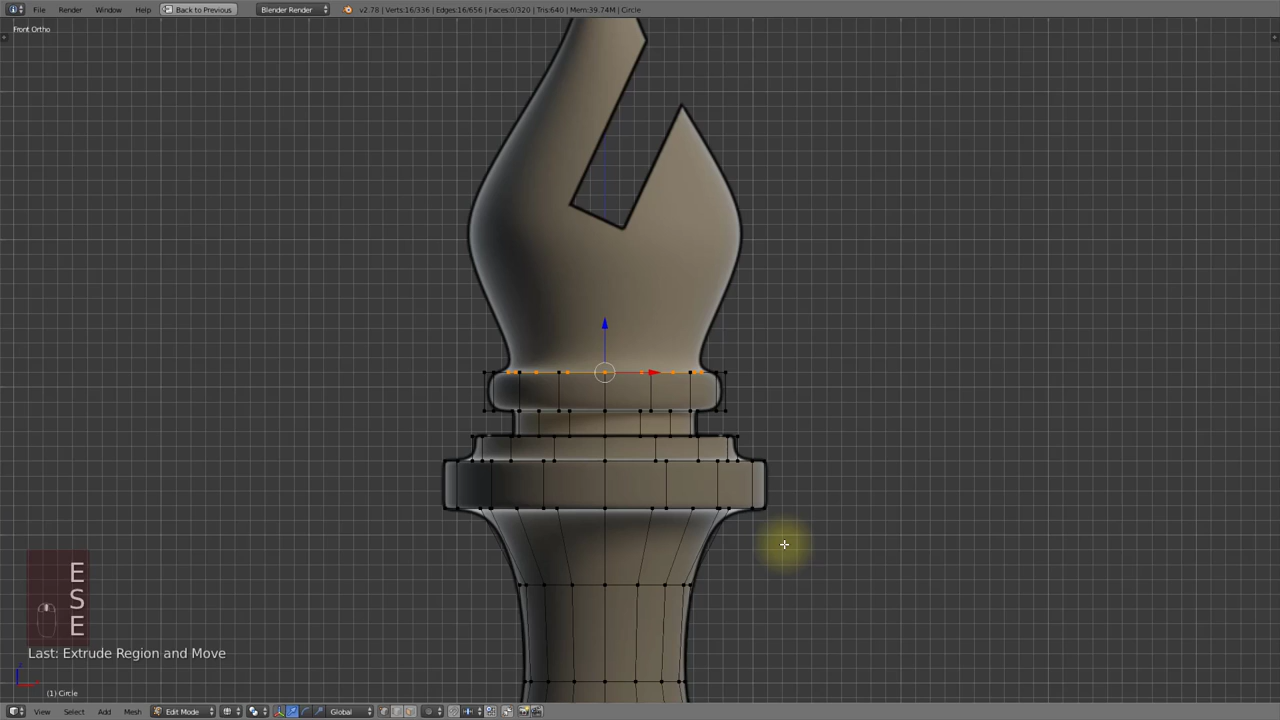 File Render Window Help Back to Previous Blender Render v2.78 | Verts:16/336 | Edges:16/656 | Faces:0/320 | Tris:640 | Mem:39.74M | Circle
Front Ortho
E
S
E
Last: Extrude Region and Move
(1) Circle
View Select Add Mesh Edit Mode Global